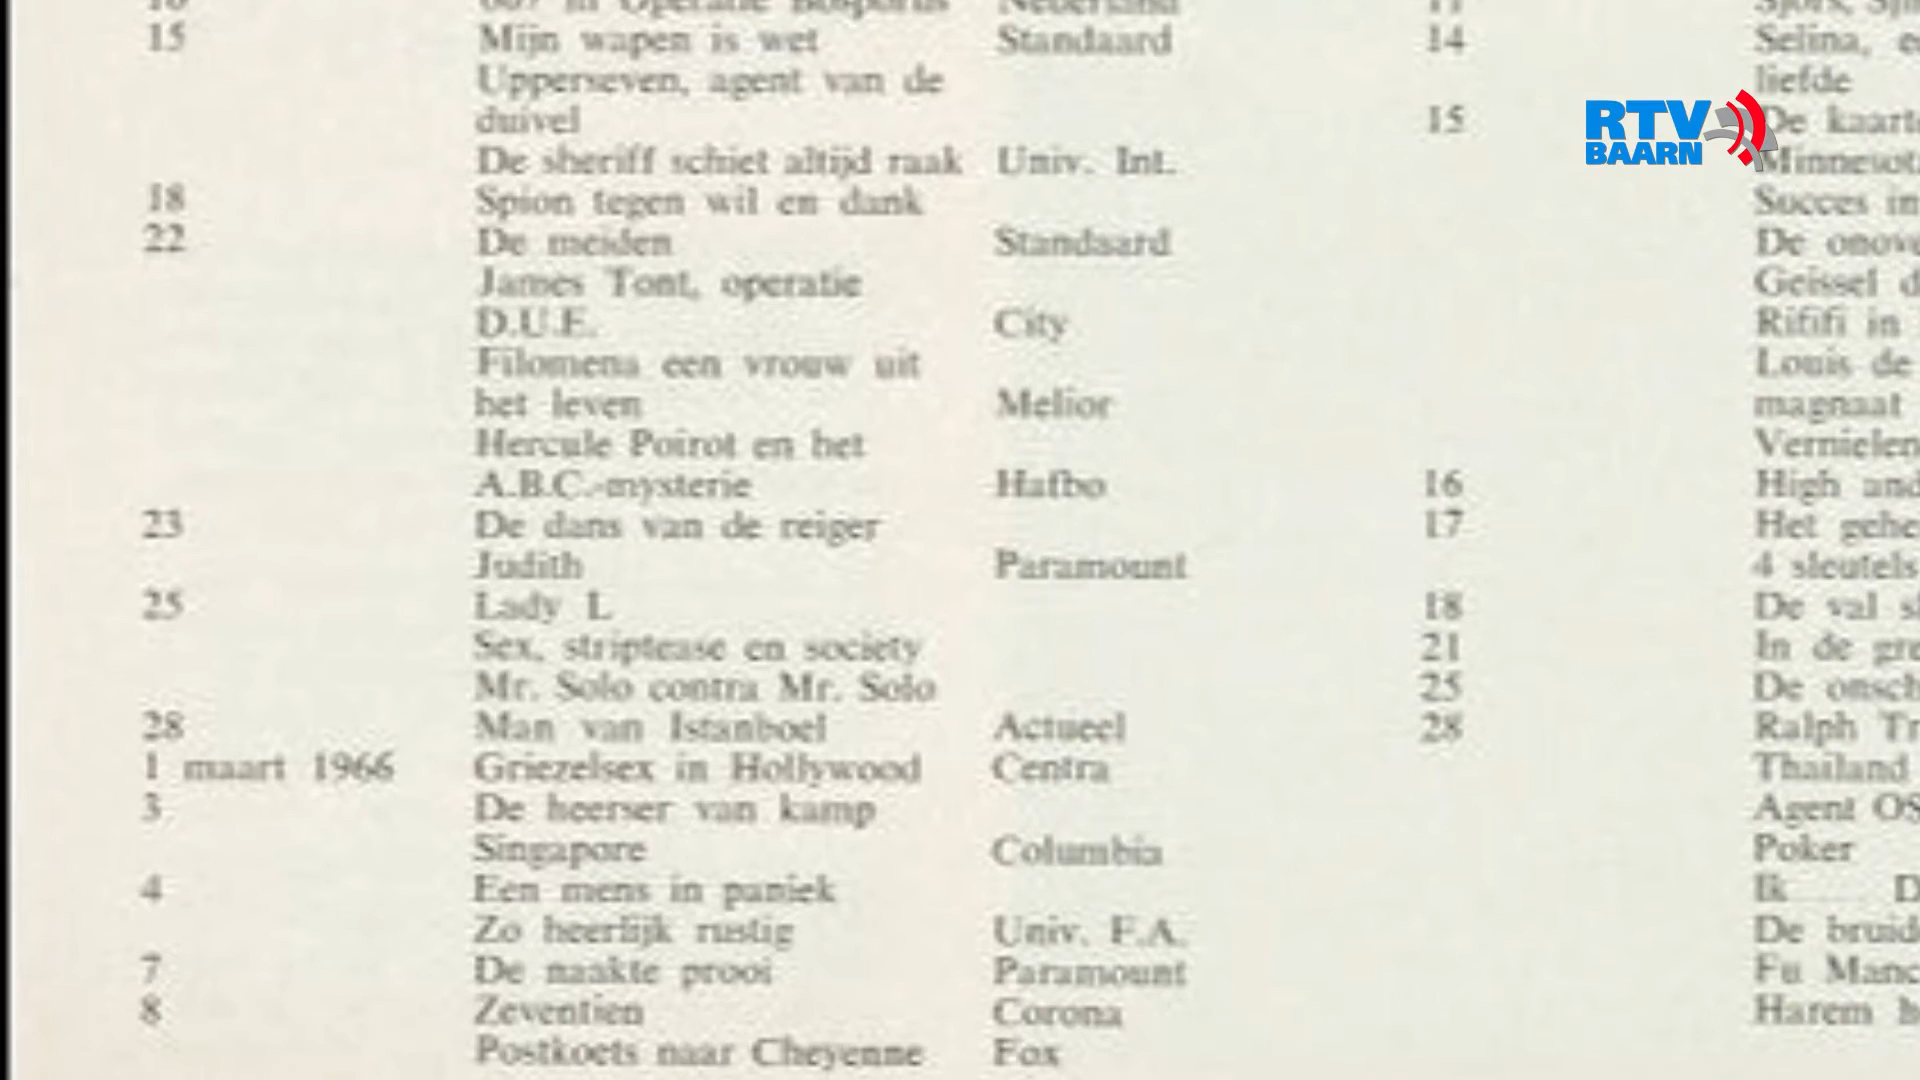 15 Mijn wapen is wet Standaard
Upperseven, agent van de
duivel
De sheriff schiet altijd raak Univ. Int.
18 Spion tegen wil en dank
22 De meiden Standaard
James Tont, operatie
D.U.E. City
Filomena een vrouw uit
het leven Melior
Hercule Poirot en het
A.B.C.-mysterie Hafbo
23 De dans van de reiger
Judith Paramount
25 Lady L
Sex, striptease en society
Mr. Solo contra Mr. Solo
28 Man van Istanboel Actueel
1 maart 1966 Griezelsex in Hollywood Centra
3 De heerser van kamp
Singapore Columbia
4 Een mens in paniek
Zo heerlijk rustig Univ. F.A.
7 De naakte prooi Paramount
8 Zeventien Corona
Postkoets naar Cheyenne Fox
14 Selina,
liefde
15 De
Succes in
De
Geissel
Rififi in
Louis de
magnaat
16 High and
17 Het
4 sleutels
18 De val
21 In de
25 De
28 Ralph
Thailand
Agent
Poker
Ik
De
Fu
Harem
RTV
BAARN